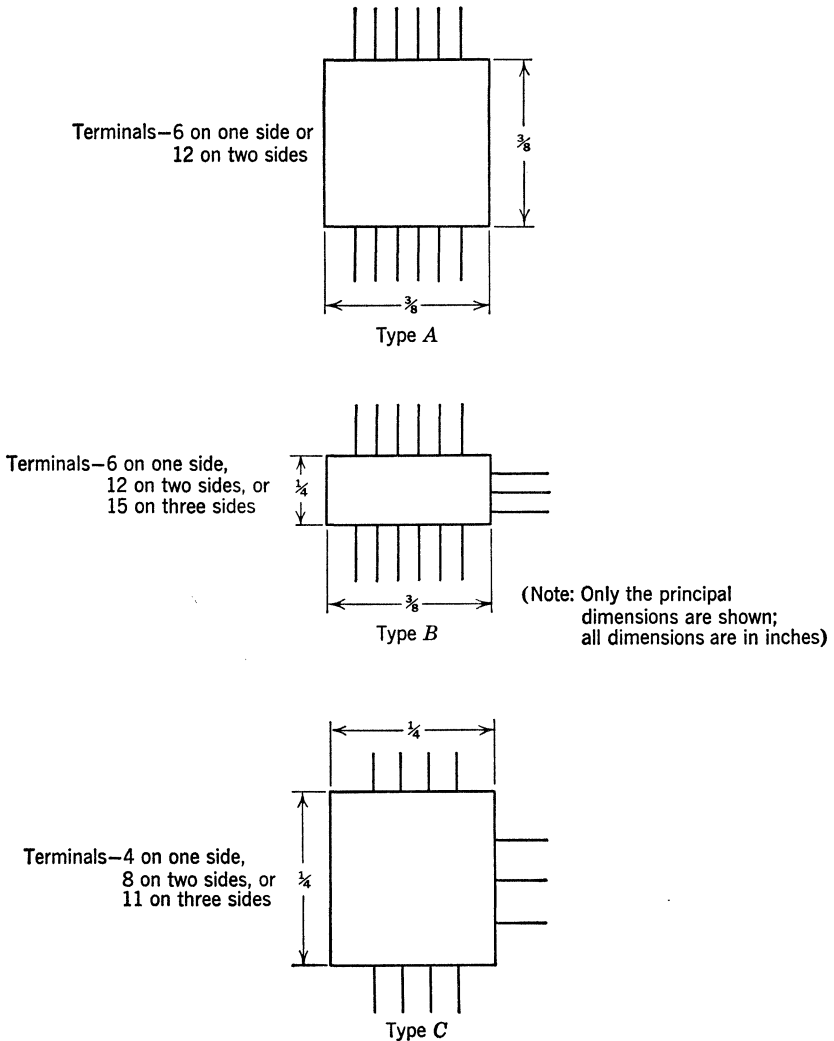 Terminals—6 on one side or
12 on two sides
⅜
⅜
Type A
Terminals—6 on one side,
12 on two sides, or
15 on three sides
¼
⅜
Type B
(Note: Only the principal
dimensions are shown;
all dimensions are in inches)
¼
Terminals—4 on one side,
8 on two sides, or
11 on three sides
¼
Type C